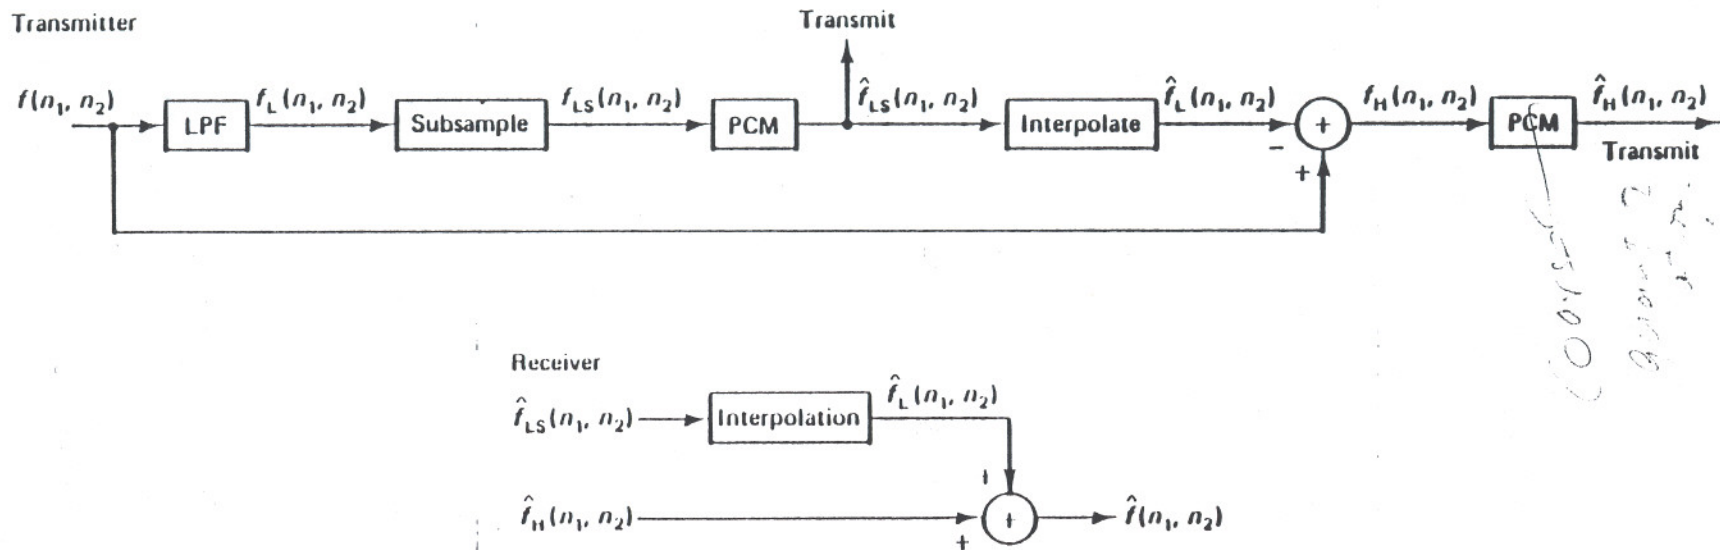 Transmitter
Transmit
f(n₁, n₂)
LPF
f_L(n₁, n₂)
Subsample
f_LS(n₁, n₂)
PCM
f̂_LS(n₁, n₂)
Interpolate
f̂_L(n₁, n₂)
+
−
+
f_H(n₁, n₂)
PCM
f̂_H(n₁, n₂)
Transmit
Receiver
f̂_LS(n₁, n₂)
Interpolation
f̂_L(n₁, n₂)
+
f̂_H(n₁, n₂)
+
+
f̂(n₁, n₂)